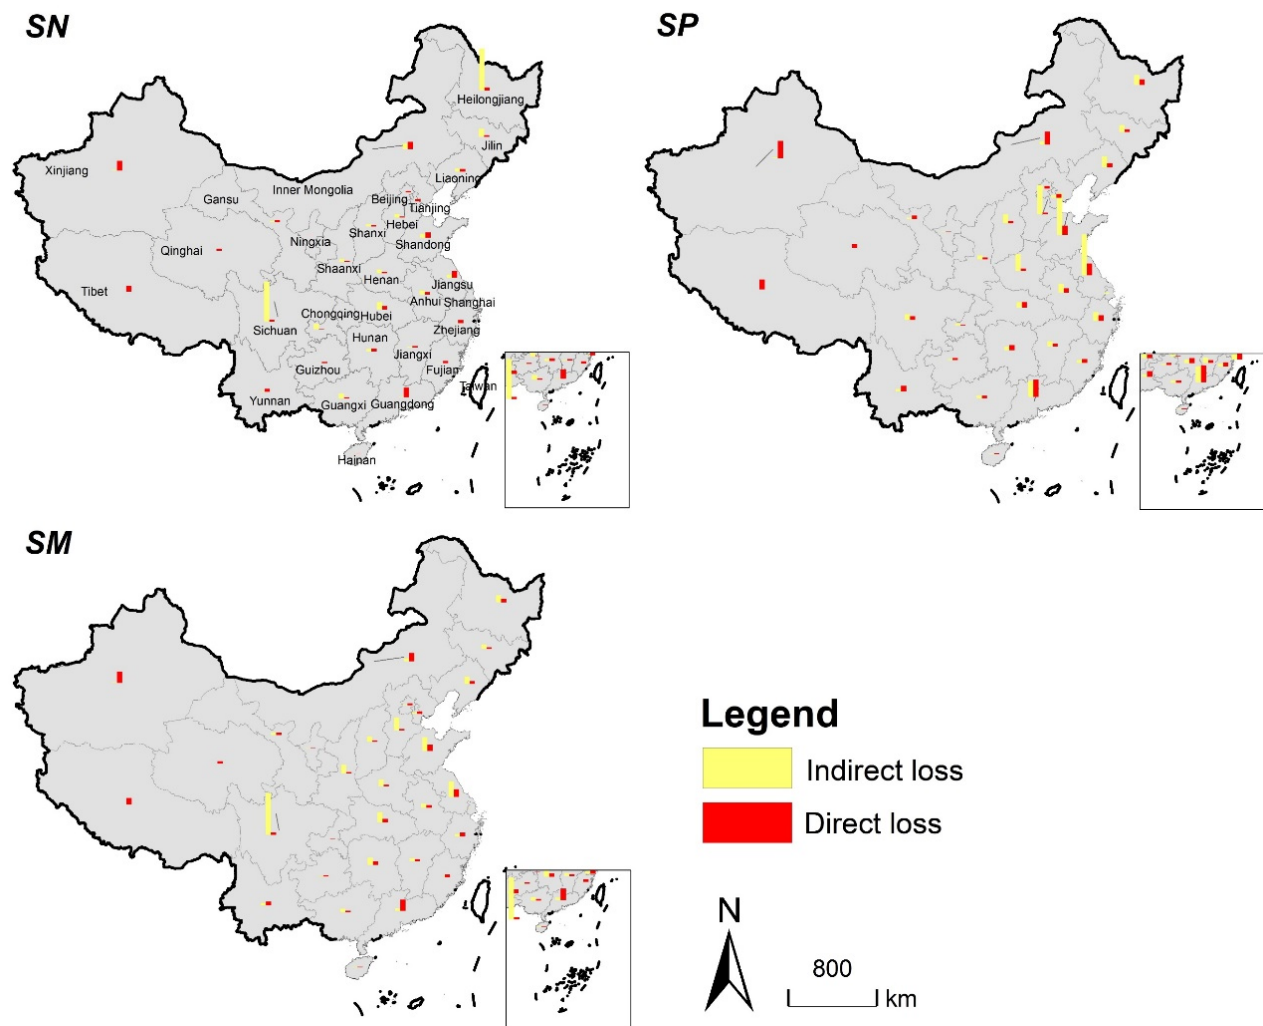 SN
Heilongjiang
Jilin
Xinjiang
Liaoning
Inner Mongolia
Gansu
Beijing
Tianjing
Hebei
Shanxi
Ningxia
Shandong
Qinghai
Shaanxi
Henan
Jiangsu
Tibet
Anhui
Shanghai
Chongqing
Hubei
Sichuan
Zhejiang
Hunan
Jiangxi
Guizhou
Fujian
Taiwan
Yunnan
Guangxi
Guangdong
Hainan
SP
SM
Legend
Indirect loss
Direct loss
N
800
km